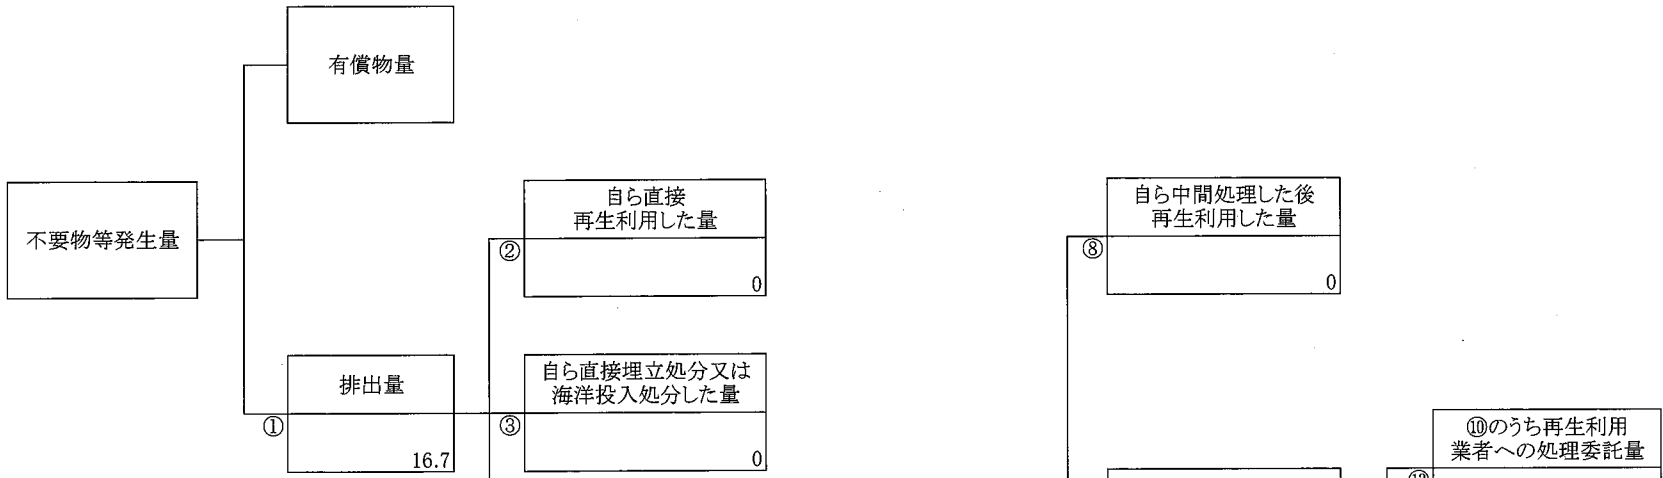 有償物量
不要物等発生量
自ら直接
再生利用した量
②
0
自ら中間処理した後
再生利用した量
⑧
0
排出量
①
16.7
自ら直接埋立処分又は
海洋投入処分した量
③
0
⑩のうち再生利用
業者への処理委託量